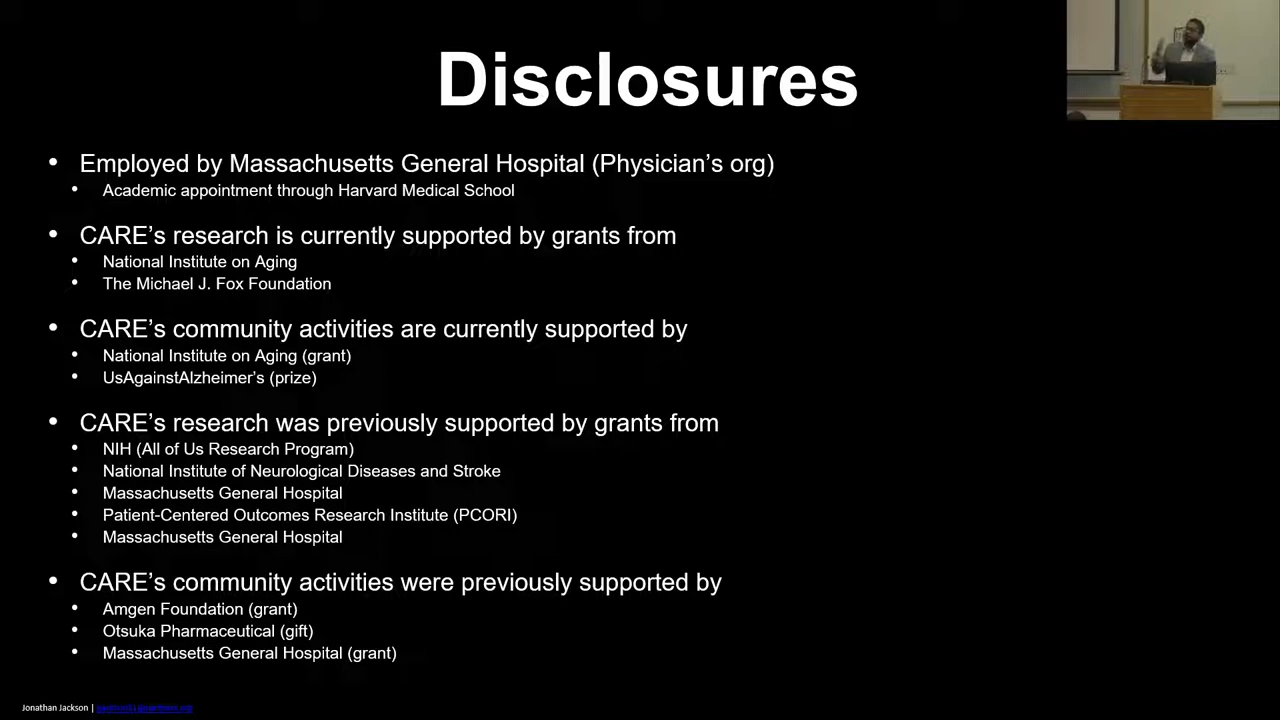 Disclosures
• Employed by Massachusetts General Hospital (Physician's org)
• Academic appointment through Harvard Medical School
• CARE's research is currently supported by grants from
• National Institute on Aging
• The Michael J. Fox Foundation
• CARE's community activities are currently supported by
• National Institute on Aging (grant)
• UsAgainstAlzheimer's (prize)
• CARE's research was previously supported by grants from
• NIH (All of Us Research Program)
• National Institute of Neurological Diseases and Stroke
• Massachusetts General Hospital
• Patient-Centered Outcomes Research Institute (PCORI)
• Massachusetts General Hospital
• CARE's community activities were previously supported by
• Amgen Foundation (grant)
• Otsuka Pharmaceutical (gift)
• Massachusetts General Hospital (grant)
Jonathan Jackson |